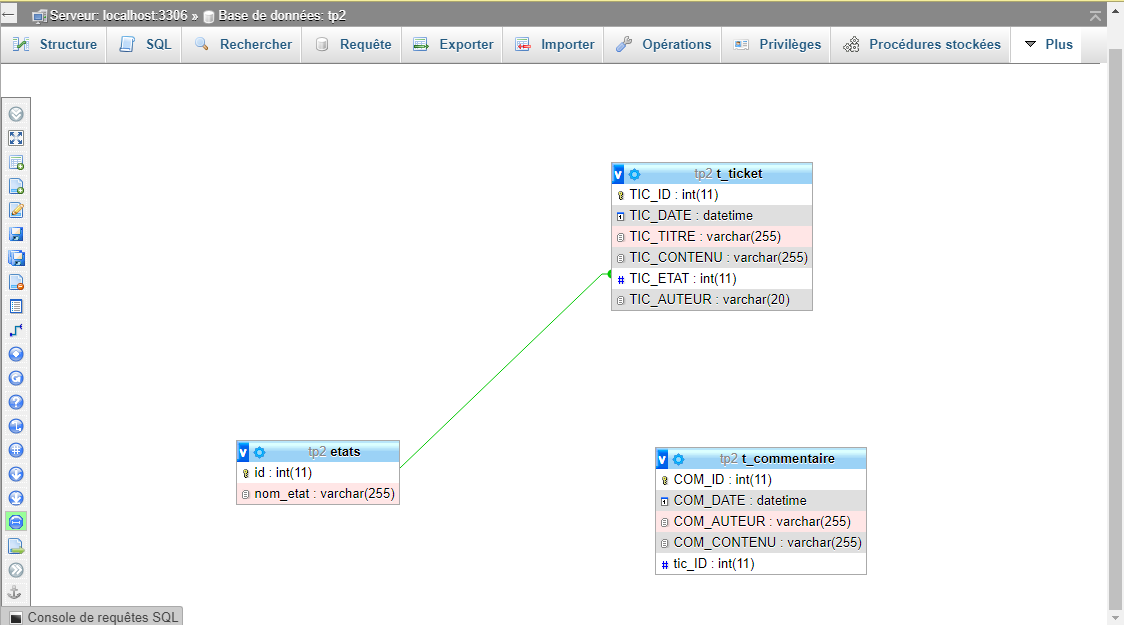 Serveur: localhost:3306 » Base de données: tp2
Structure SQL Rechercher Requête Exporter Importer Opérations Privilèges Procédures stockées Plus
v tp2 t_ticket
TIC_ID : int(11)
TIC_DATE : datetime
TIC_TITRE : varchar(255)
TIC_CONTENU : varchar(255)
# TIC_ETAT : int(11)
TIC_AUTEUR : varchar(20)
v tp2 etats
id : int(11)
nom_etat : varchar(255)
v tp2 t_commentaire
COM_ID : int(11)
COM_DATE : datetime
COM_AUTEUR : varchar(255)
COM_CONTENU : varchar(255)
# tic_ID : int(11)
Console de requêtes SQL